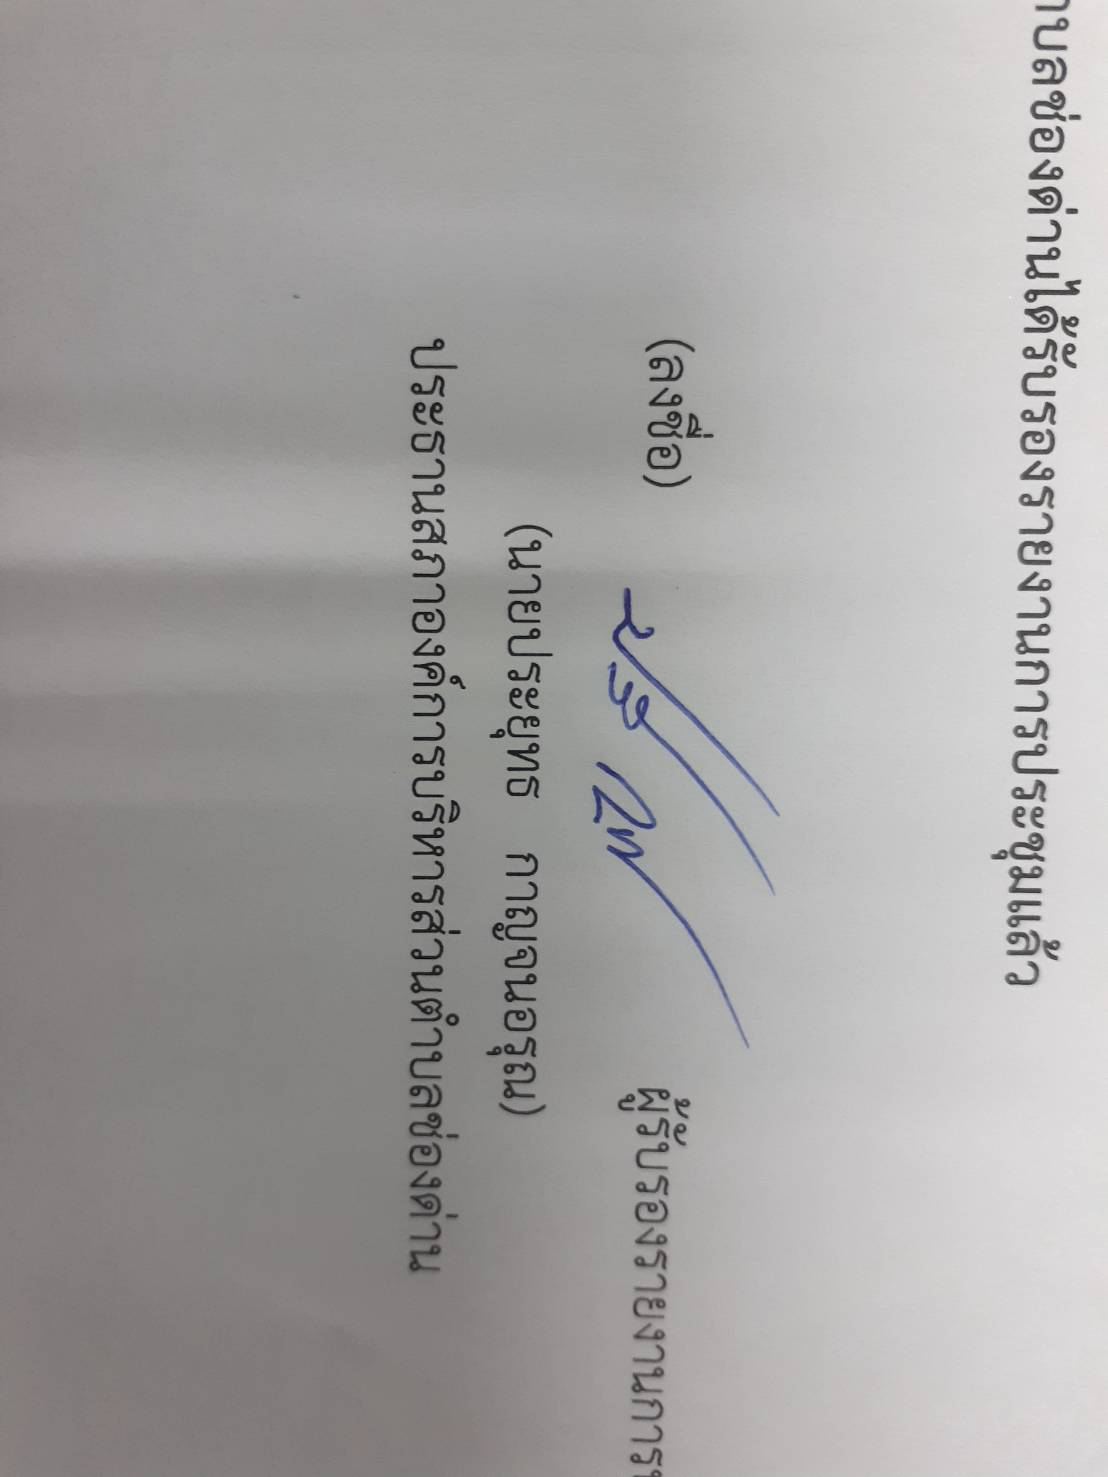 าบลช่องด่านได้รับรองรายงานการประชุมแล้ว
(ลงชื่อ) ผู้รับรองรายงานการ
(นายประยุทธ กาญจนอรุณ)
ประธานสภาองค์การบริหารส่วนตำบลช่องด่าน